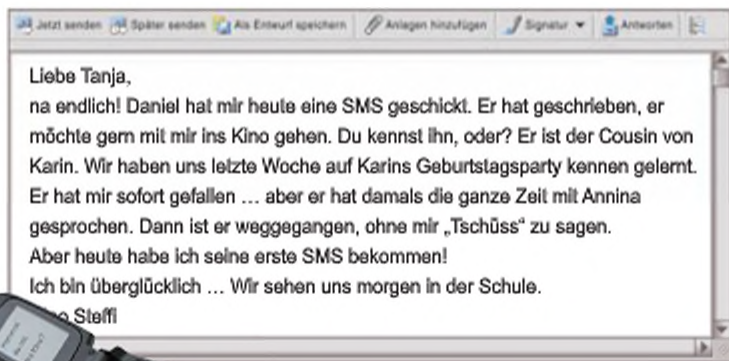 Jetzt senden Später senden Als Entwurf speichern Anlagen hinzufügen Signatur Antworten
Liebe Tanja,
na endlich! Daniel hat mir heute eine SMS geschickt. Er hat geschrieben, er
möchte gern mit mir ins Kino gehen. Du kennst ihn, oder? Er ist der Cousin von
Karin. Wir haben uns letzte Woche auf Karins Geburtstagsparty kennen gelernt.
Er hat mir sofort gefallen … aber er hat damals die ganze Zeit mit Annina
gesprochen. Dann ist er weggegangen, ohne mir „Tschüss“ zu sagen.
Aber heute habe ich seine erste SMS bekommen!
Ich bin überglücklich … Wir sehen uns morgen in der Schule.
Steffi